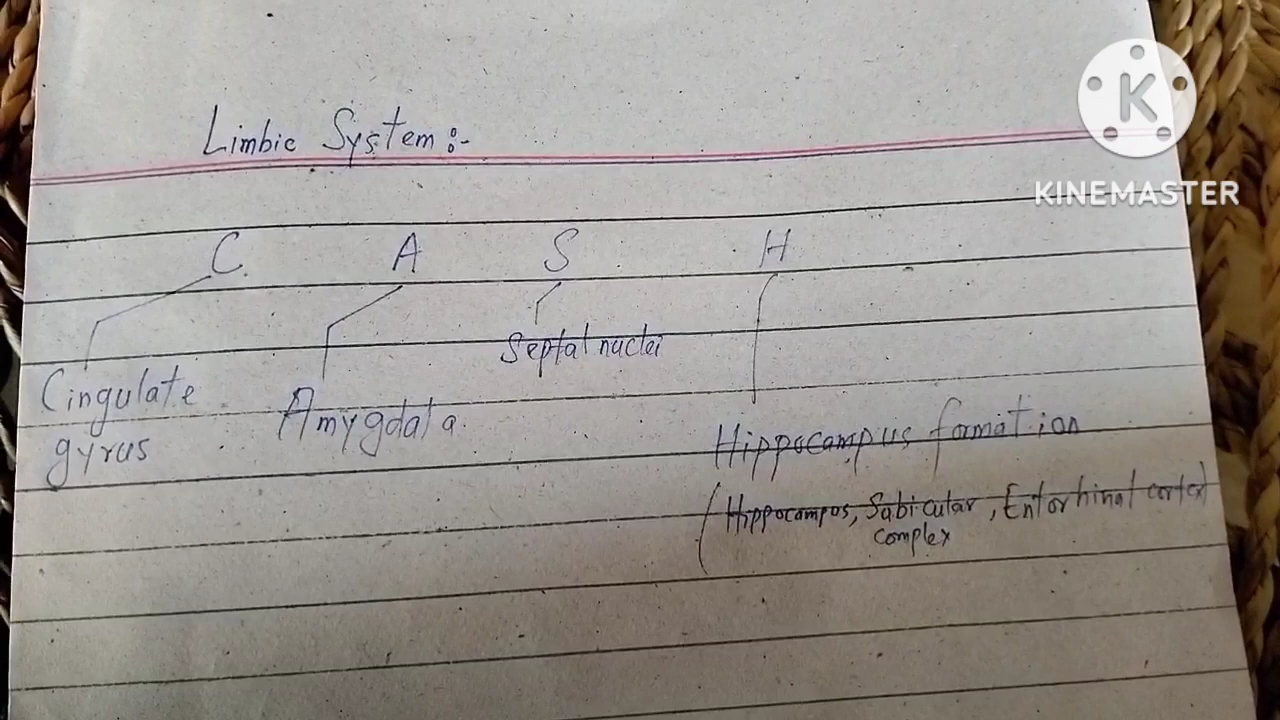 Limbic System :-
C A S H
Septal nuclei
Cingulate
gyrus
Amygdala
Hippocampus formation
(Hippocampus, Subicular, Entorhinal cortex
complex
K
KINEMASTER